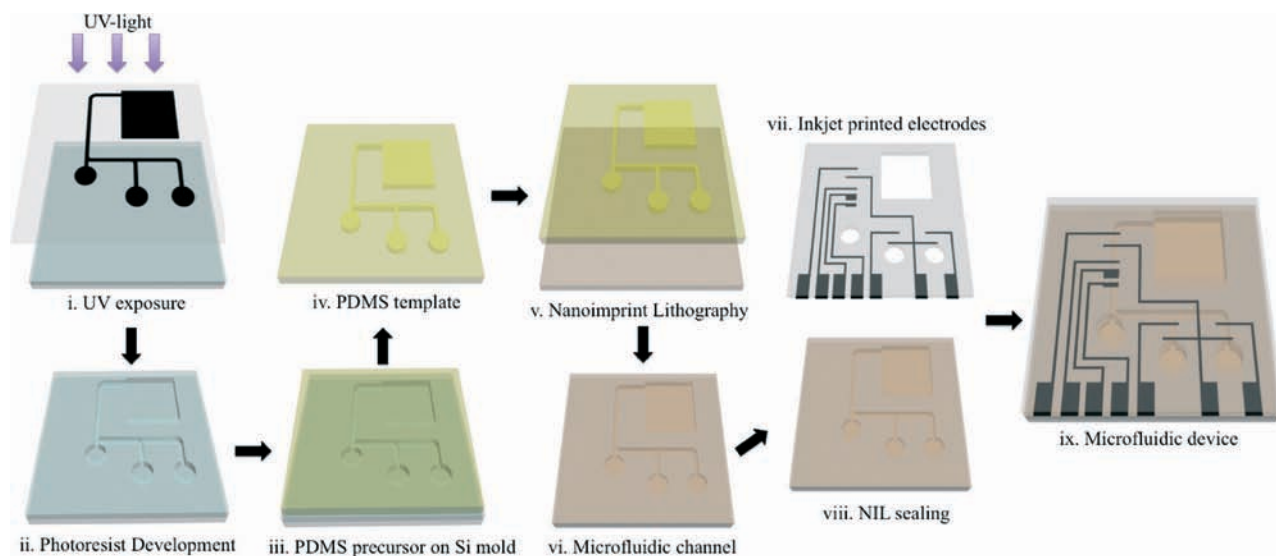 UV-light
i. UV exposure
ii. Photoresist Development
iii. PDMS precursor on Si mold
iv. PDMS template
v. Nanoimprint Lithography
vi. Microfluidic channel
vii. Inkjet printed electrodes
viii. NIL sealing
ix. Microfluidic device